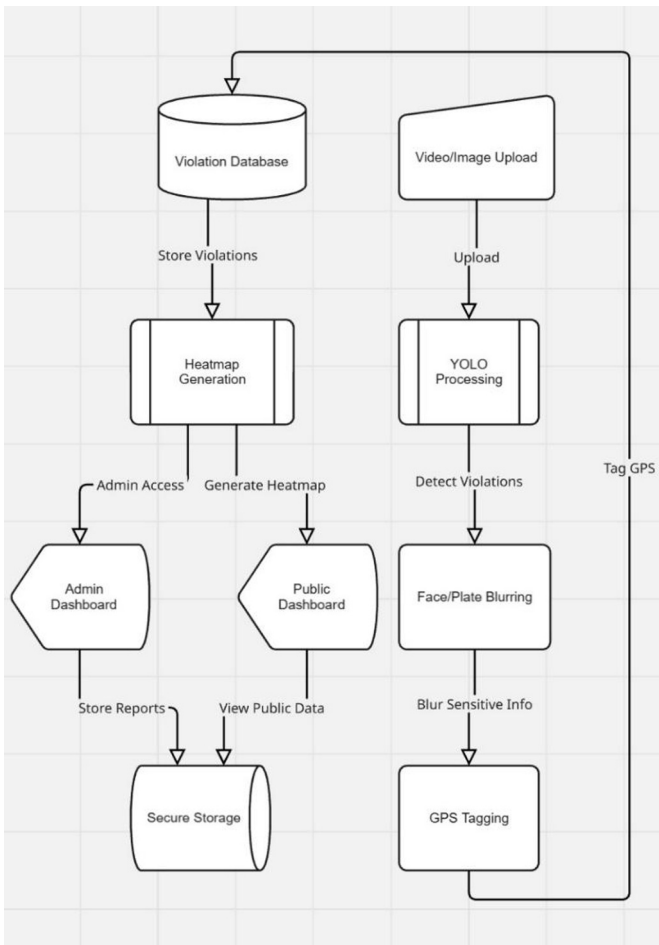 Violation Database
Video/Image Upload
Store Violations
Upload
Heatmap
Generation
YOLO
Processing
Admin Access
Generate Heatmap
Detect Violations
Tag GPS
Admin
Dashboard
Public
Dashboard
Face/Plate Blurring
Store Reports
View Public Data
Blur Sensitive Info
Secure Storage
GPS Tagging